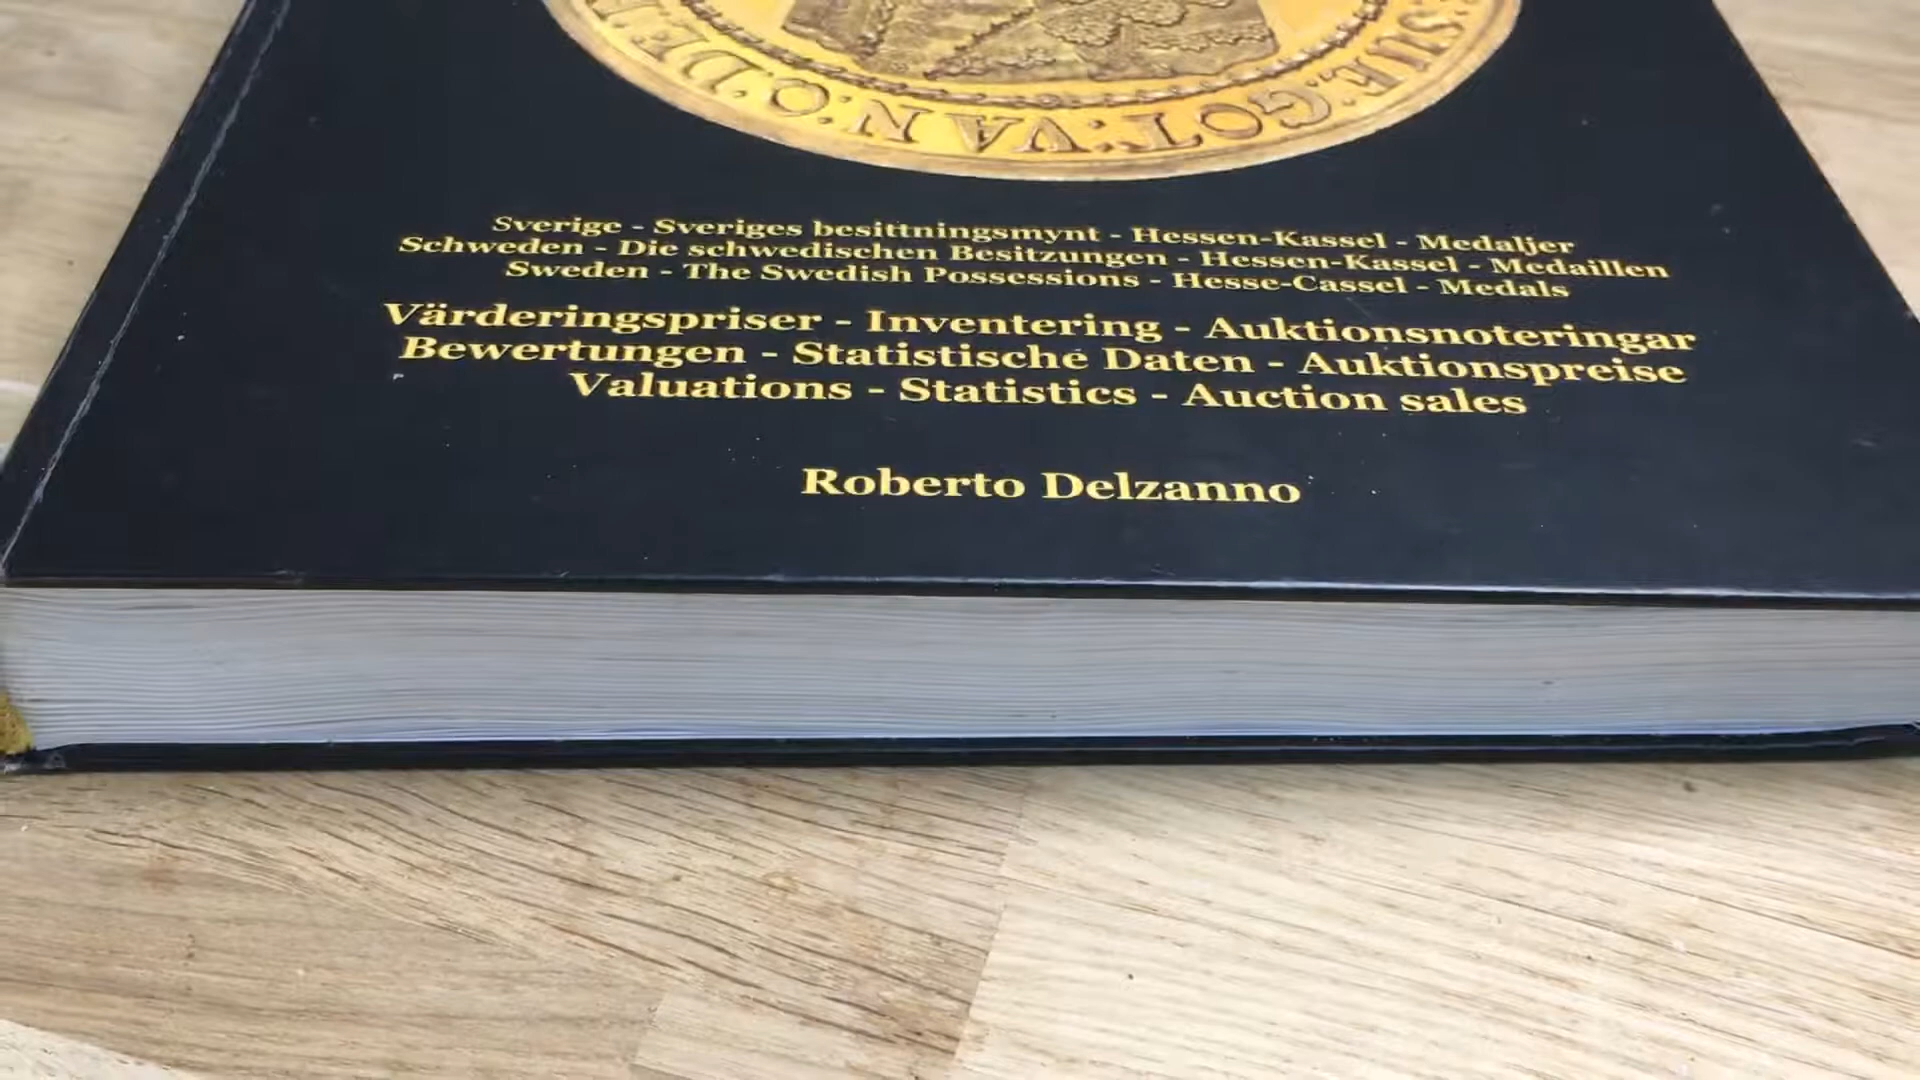 SUE·GOT·VAN·O·DE
Sverige - Sveriges besittningsmynt - Hessen-Kassel - Medaljer
Schweden - Die schwedischen Besitzungen - Hessen-Kassel - Medaillen
Sweden - The Swedish Possessions - Hesse-Cassel - Medals
Värderingspriser - Inventering - Auktionsnoteringar
Bewertungen - Statistische Daten - Auktionspreise
Valuations - Statistics - Auction sales
Roberto Delzanno